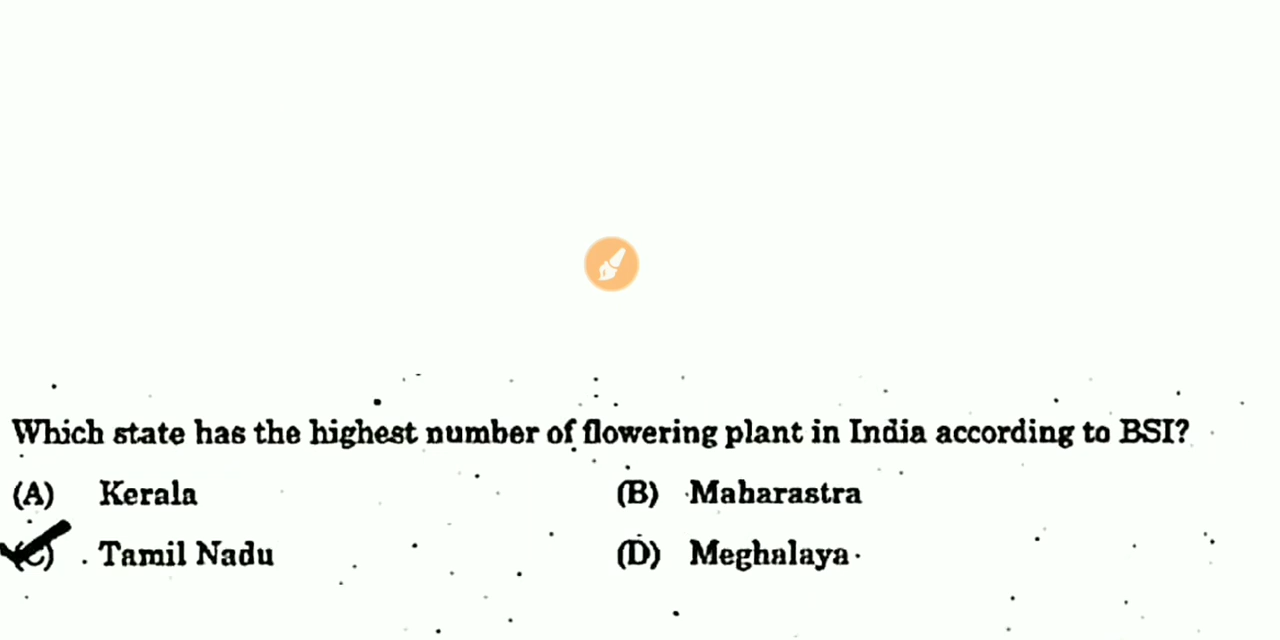 Which state has the highest number of flowering plant in India according to BSI?
(A) Kerala
(B) Maharastra
(C) Tamil Nadu
(D) Meghalaya